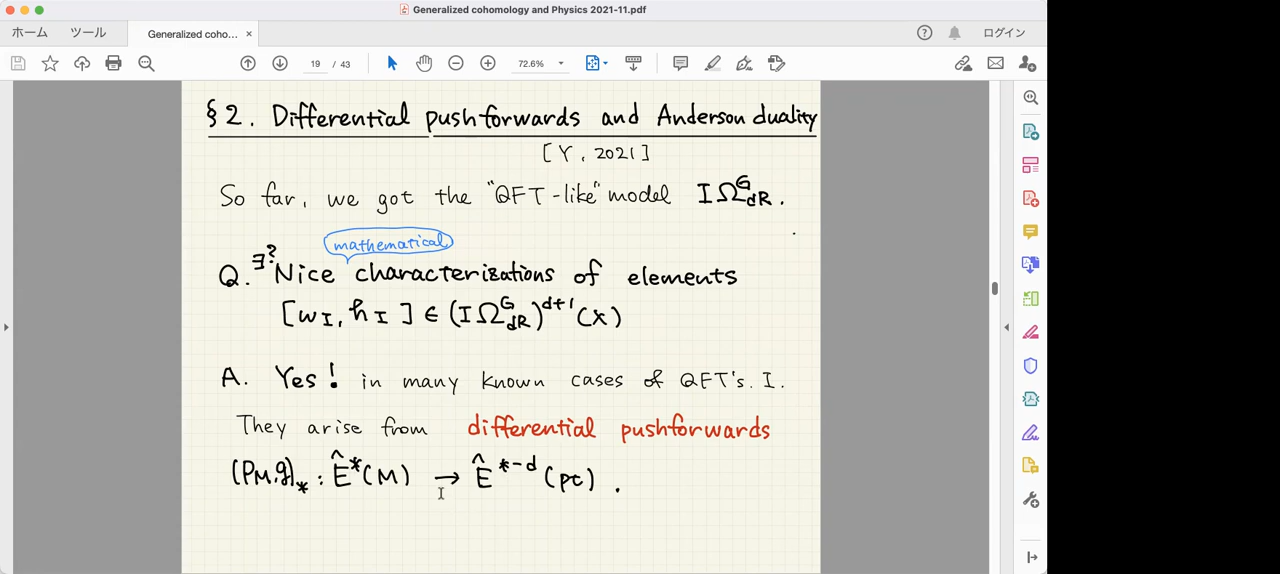 Generalized cohomology and Physics 2021-11.pdf
ホーム ツール Generalized coho... × ログイン
19 / 43 72.6%
§2. Differential pushforwards and Anderson duality
[Y, 2021]
So far, we got the "QFT-like" model IΩ^G_dR.
mathematical
Q. ∃? Nice characterizations of elements
[w_I, h_I] ∈ (IΩ^G_dR)^{d+1}(X)
A. Yes! in many known cases of QFT's. I.
They arise from differential pushforwards
(P_M, g)_* : Ê^*(M) → Ê^{*-d}(pt).